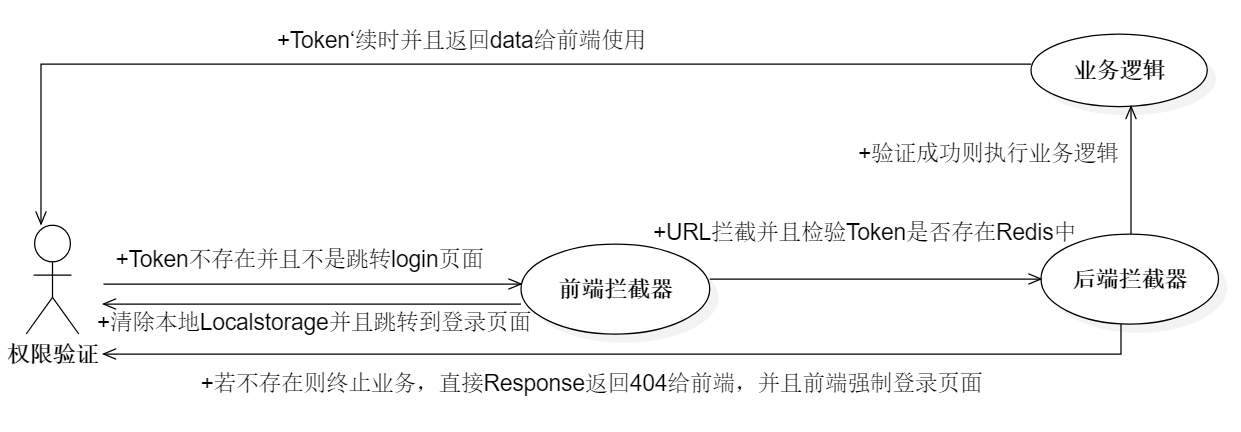 +Token‘续时并且返回data给前端使用
业务逻辑
+验证成功则执行业务逻辑
+URL拦截并且检验Token是否存在Redis中
+Token不存在并且不是跳转login页面
前端拦截器
后端拦截器
+清除本地Localstorage并且跳转到登录页面
权限验证
+若不存在则终止业务，直接Response返回404给前端，并且前端强制登录页面